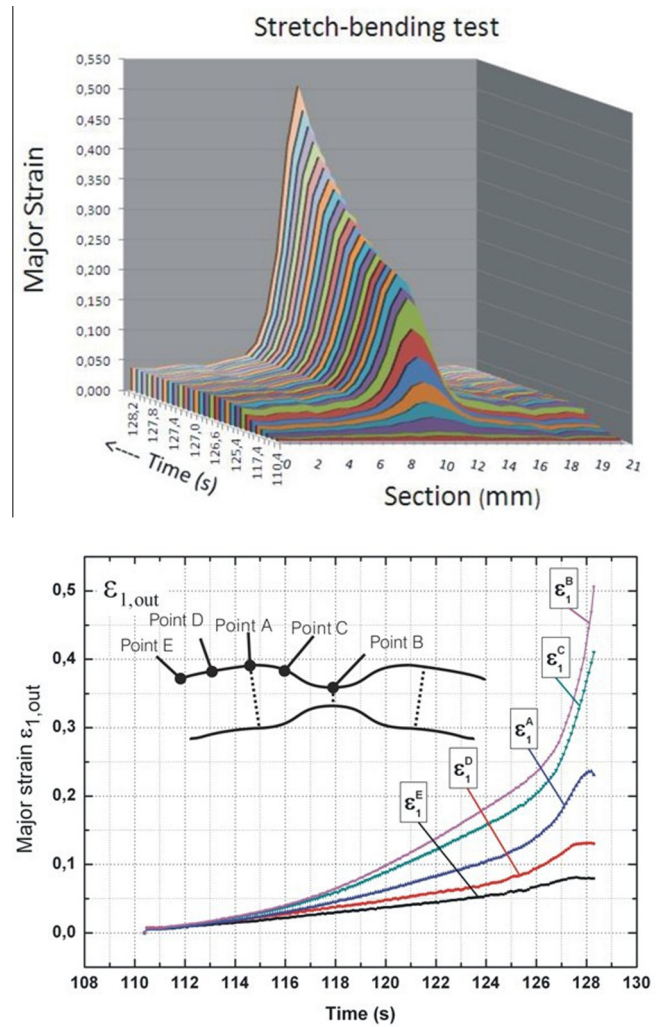 Stretch-bending test
Major Strain
0,550
0,500
0,450
0,400
0,350
0,300
0,250
0,200
0,150
0,100
0,050
0,000
128,2
127,8
127,4
127,0
126,6
125,4
117,4
110,4
<--- Time (s)
0 2 4 6 8 10 12 14 16 18 19 21
Section (mm)
Major strain ε1,out
0,5
0,4
0,3
0,2
0,1
0,0
ε1,out
Point E
Point D
Point A
Point C
Point B
ε1^B
ε1^C
ε1^A
ε1^D
ε1^E
108 110 112 114 116 118 120 122 124 126 128 130
Time (s)